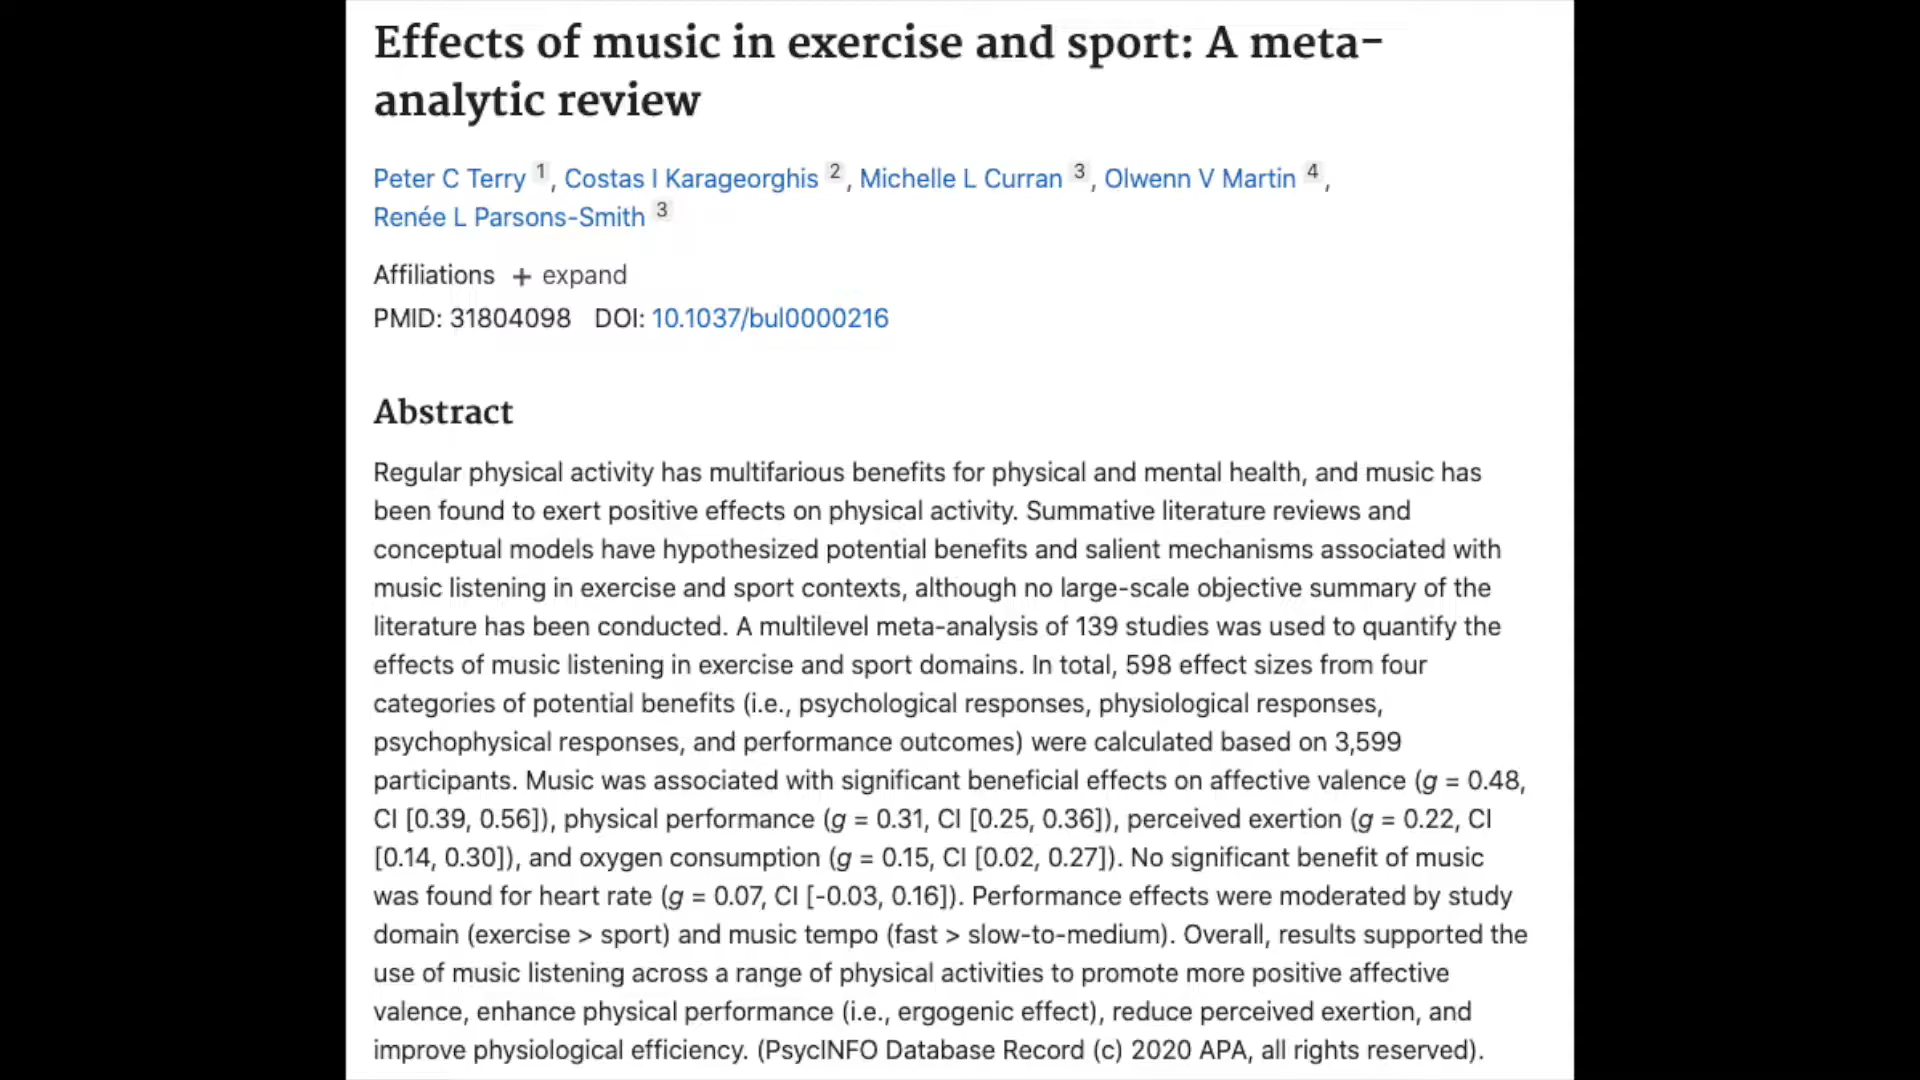 Effects of music in exercise and sport: A meta-
analytic review
Peter C Terry 1, Costas I Karageorghis 2, Michelle L Curran 3, Olwenn V Martin 4,
Renée L Parsons-Smith 3
Affiliations + expand
PMID: 31804098 DOI: 10.1037/bul0000216
Abstract
Regular physical activity has multifarious benefits for physical and mental health, and music has
been found to exert positive effects on physical activity. Summative literature reviews and
conceptual models have hypothesized potential benefits and salient mechanisms associated with
music listening in exercise and sport contexts, although no large-scale objective summary of the
literature has been conducted. A multilevel meta-analysis of 139 studies was used to quantify the
effects of music listening in exercise and sport domains. In total, 598 effect sizes from four
categories of potential benefits (i.e., psychological responses, physiological responses,
psychophysical responses, and performance outcomes) were calculated based on 3,599
participants. Music was associated with significant beneficial effects on affective valence (g = 0.48,
CI [0.39, 0.56]), physical performance (g = 0.31, CI [0.25, 0.36]), perceived exertion (g = 0.22, CI
[0.14, 0.30]), and oxygen consumption (g = 0.15, CI [0.02, 0.27]). No significant benefit of music
was found for heart rate (g = 0.07, CI [-0.03, 0.16]). Performance effects were moderated by study
domain (exercise > sport) and music tempo (fast > slow-to-medium). Overall, results supported the
use of music listening across a range of physical activities to promote more positive affective
valence, enhance physical performance (i.e., ergogenic effect), reduce perceived exertion, and
improve physiological efficiency. (PsycINFO Database Record (c) 2020 APA, all rights reserved).